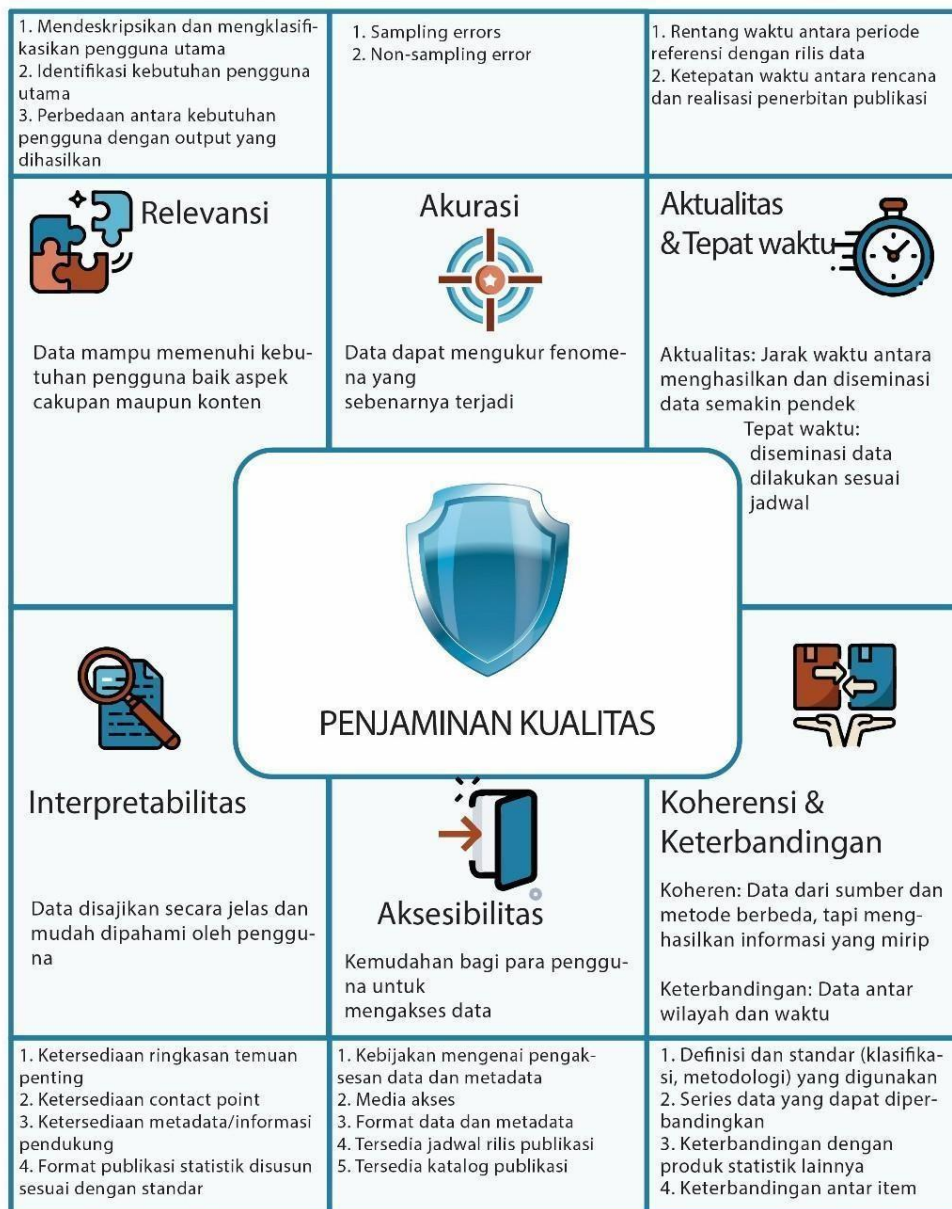 1. Mendeskripsikan dan mengklasifi-
kasikan pengguna utama
2. Identifikasi kebutuhan pengguna
utama
3. Perbedaan antara kebutuhan
pengguna dengan output yang
dihasilkan
1. Sampling errors
2. Non-sampling error
1. Rentang waktu antara periode
referensi dengan rilis data
2. Ketepatan waktu antara rencana
dan realisasi penerbitan publikasi
Relevansi
Data mampu memenuhi kebu-
tuhan pengguna baik aspek
cakupan maupun konten
Akurasi
Data dapat mengukur fenome-
na yang
sebenarnya terjadi
Aktualitas
& Tepat waktu
Aktualitas: Jarak waktu antara
menghasilkan dan diseminasi
data semakin pendek
Tepat waktu:
diseminasi data
dilakukan sesuai
jadwal
PENJAMINAN KUALITAS
Interpretabilitas
Data disajikan secara jelas dan
mudah dipahami oleh penggu-
na
Aksesibilitas
Kemudahan bagi para penggu-
na untuk
mengakses data
Koherensi &
Keterbandingan
Koheren: Data dari sumber dan
metode berbeda, tapi meng-
hasilkan informasi yang mirip
Keterbandingan: Data antar
wilayah dan waktu
1. Ketersediaan ringkasan temuan
penting
2. Ketersediaan contact point
3. Ketersediaan metadata/informasi
pendukung
4. Format publikasi statistik disusun
sesuai dengan standar
1. Kebijakan mengenai pengak-
sesan data dan metadata
2. Media akses
3. Format data dan metadata
4. Tersedia jadwal rilis publikasi
5. Tersedia katalog publikasi
1. Definisi dan standar (klasifika-
si, metodologi) yang digunakan
2. Series data yang dapat diper-
bandingkan
3. Keterbandingan dengan
produk statistik lainnya
4. Keterbandingan antar item